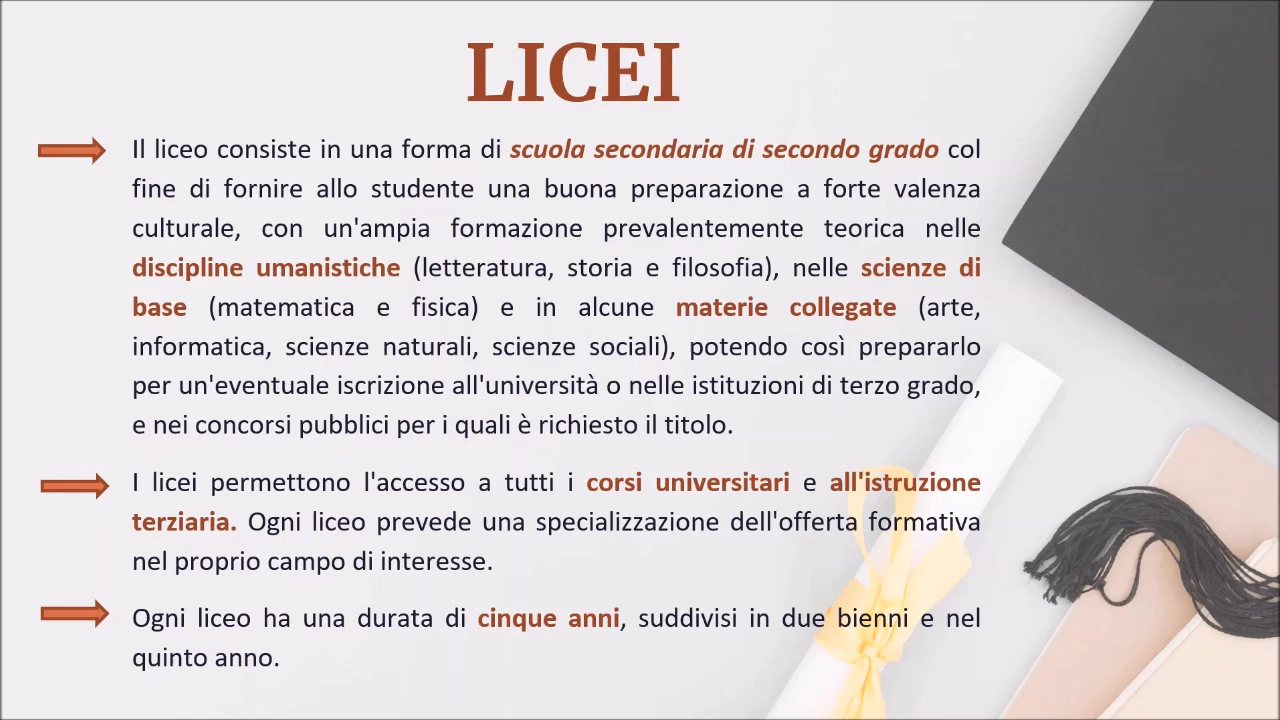 LICEI
Il liceo consiste in una forma di scuola secondaria di secondo grado col
fine di fornire allo studente una buona preparazione a forte valenza
culturale, con un'ampia formazione prevalentemente teorica nelle
discipline umanistiche (letteratura, storia e filosofia), nelle scienze di
base (matematica e fisica) e in alcune materie collegate (arte,
informatica, scienze naturali, scienze sociali), potendo così prepararlo
per un'eventuale iscrizione all'università o nelle istituzioni di terzo grado,
e nei concorsi pubblici per i quali è richiesto il titolo.
I licei permettono l'accesso a tutti i corsi universitari e all'istruzione
terziaria. Ogni liceo prevede una specializzazione dell'offerta formativa
nel proprio campo di interesse.
Ogni liceo ha una durata di cinque anni, suddivisi in due bienni e nel
quinto anno.